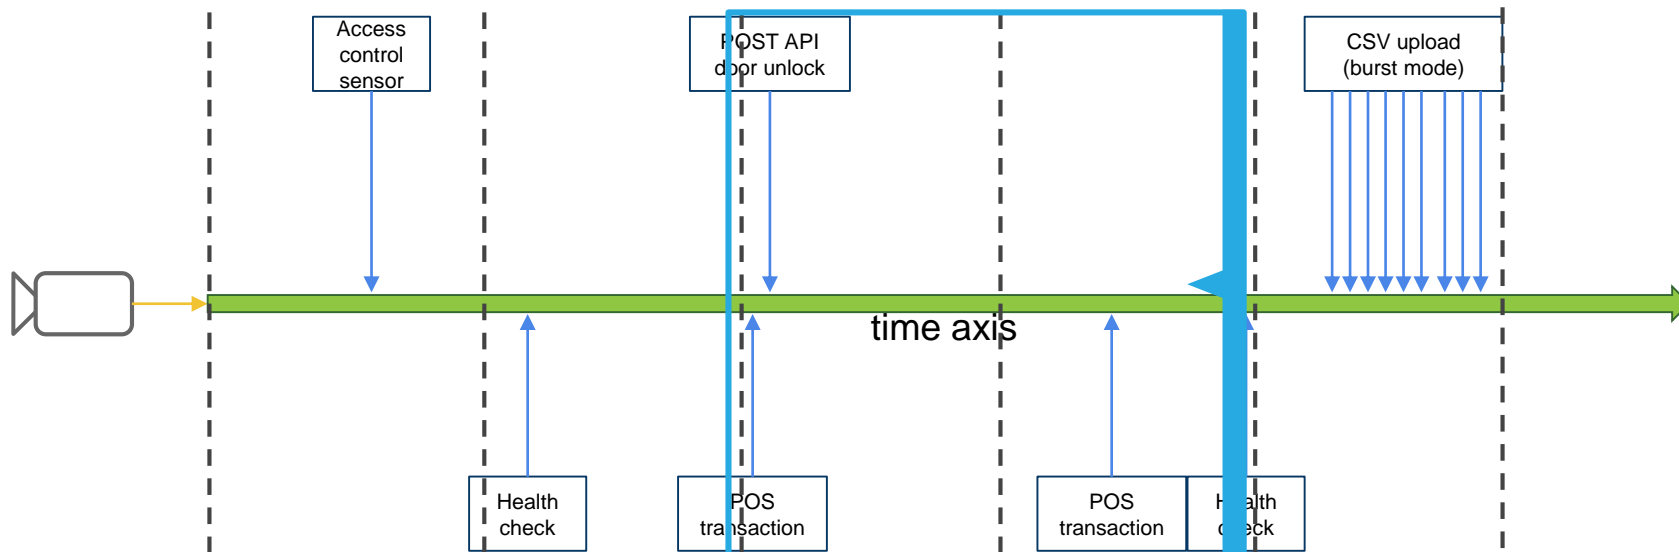 Access
control
sensor
POST API
door unlock
CSV upload
(burst mode)
time axis
Health
check
POS
transaction
POS
transaction
Health
check